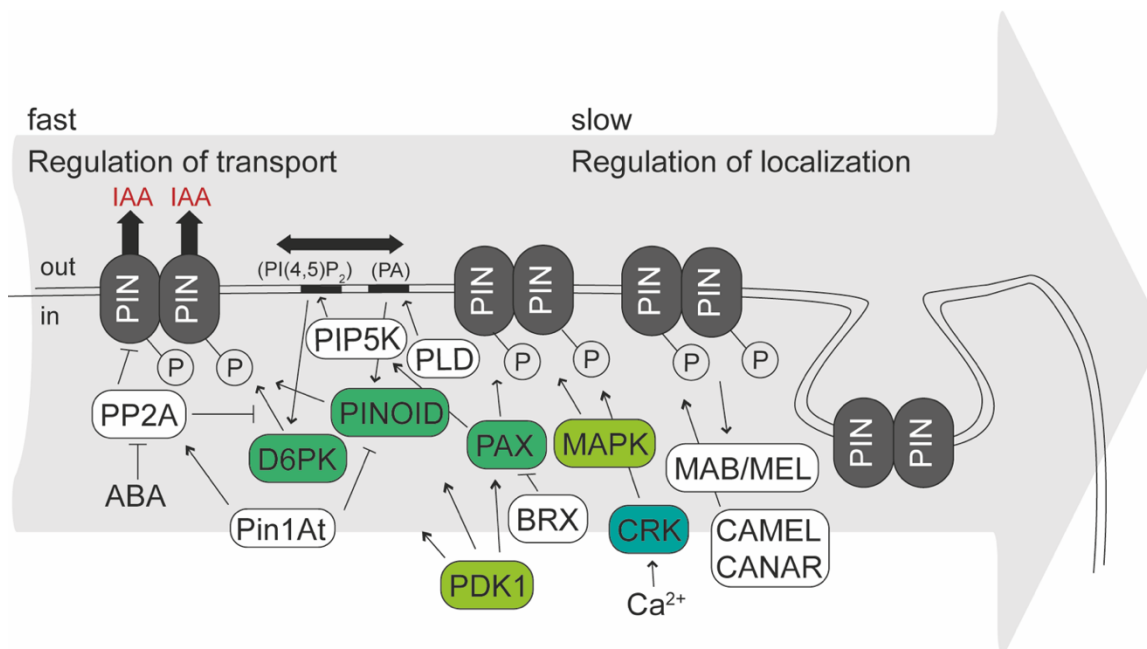 fast
slow
Regulation of transport
Regulation of localization
IAA
IAA
out
in
(PI(4,5)P₂)
(PA)
PIN
PIN
PIN
PIN
PIN
PIN
PIN
PIN
P
P
P
P
P
P
PIP5K
PLD
PP2A
PINOID
D6PK
PAX
MAPK
MAB/MEL
ABA
Pin1At
BRX
CRK
CAMEL
CANAR
PDK1
Ca²⁺